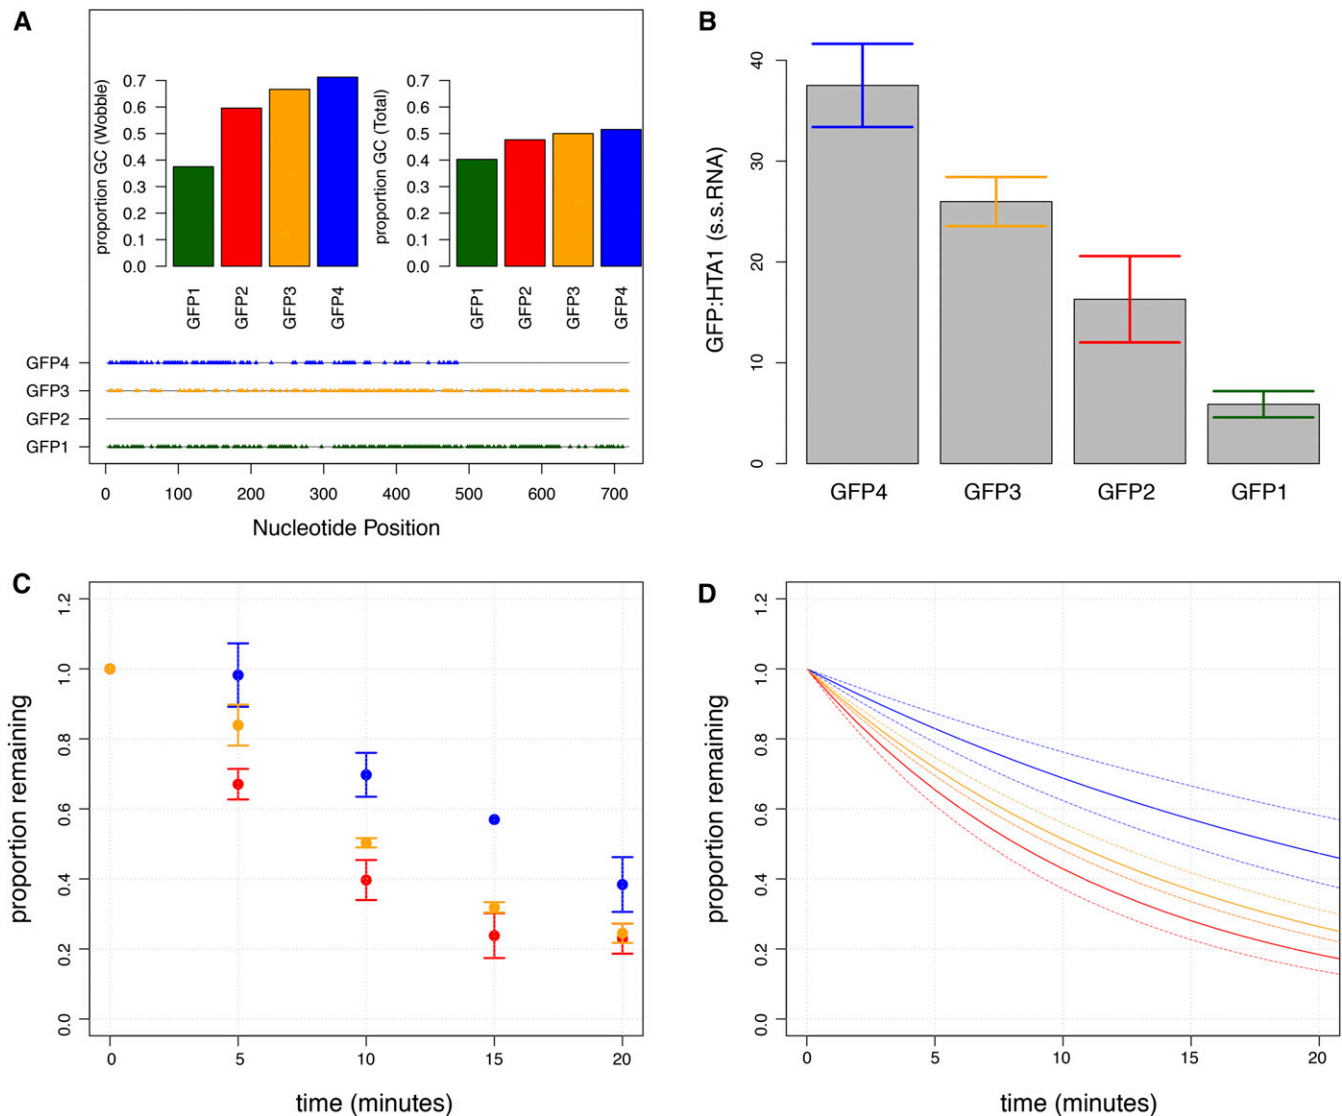 A
proportion GC (Wobble)
0.7
0.6
0.5
0.4
0.3
0.2
0.1
0.0
GFP1
GFP2
GFP3
GFP4
proportion GC (Total)
0.7
0.6
0.5
0.4
0.3
0.2
0.1
0.0
GFP1
GFP2
GFP3
GFP4
GFP4
GFP3
GFP2
GFP1
0 100 200 300 400 500 600 700
Nucleotide Position
B
GFP:HTA1 (s.s.RNA)
40
30
20
10
0
GFP4 GFP3 GFP2 GFP1
C
proportion remaining
1.2
1.0
0.8
0.6
0.4
0.2
0.0
0 5 10 15 20
time (minutes)
D
proportion remaining
1.2
1.0
0.8
0.6
0.4
0.2
0.0
0 5 10 15 20
time (minutes)